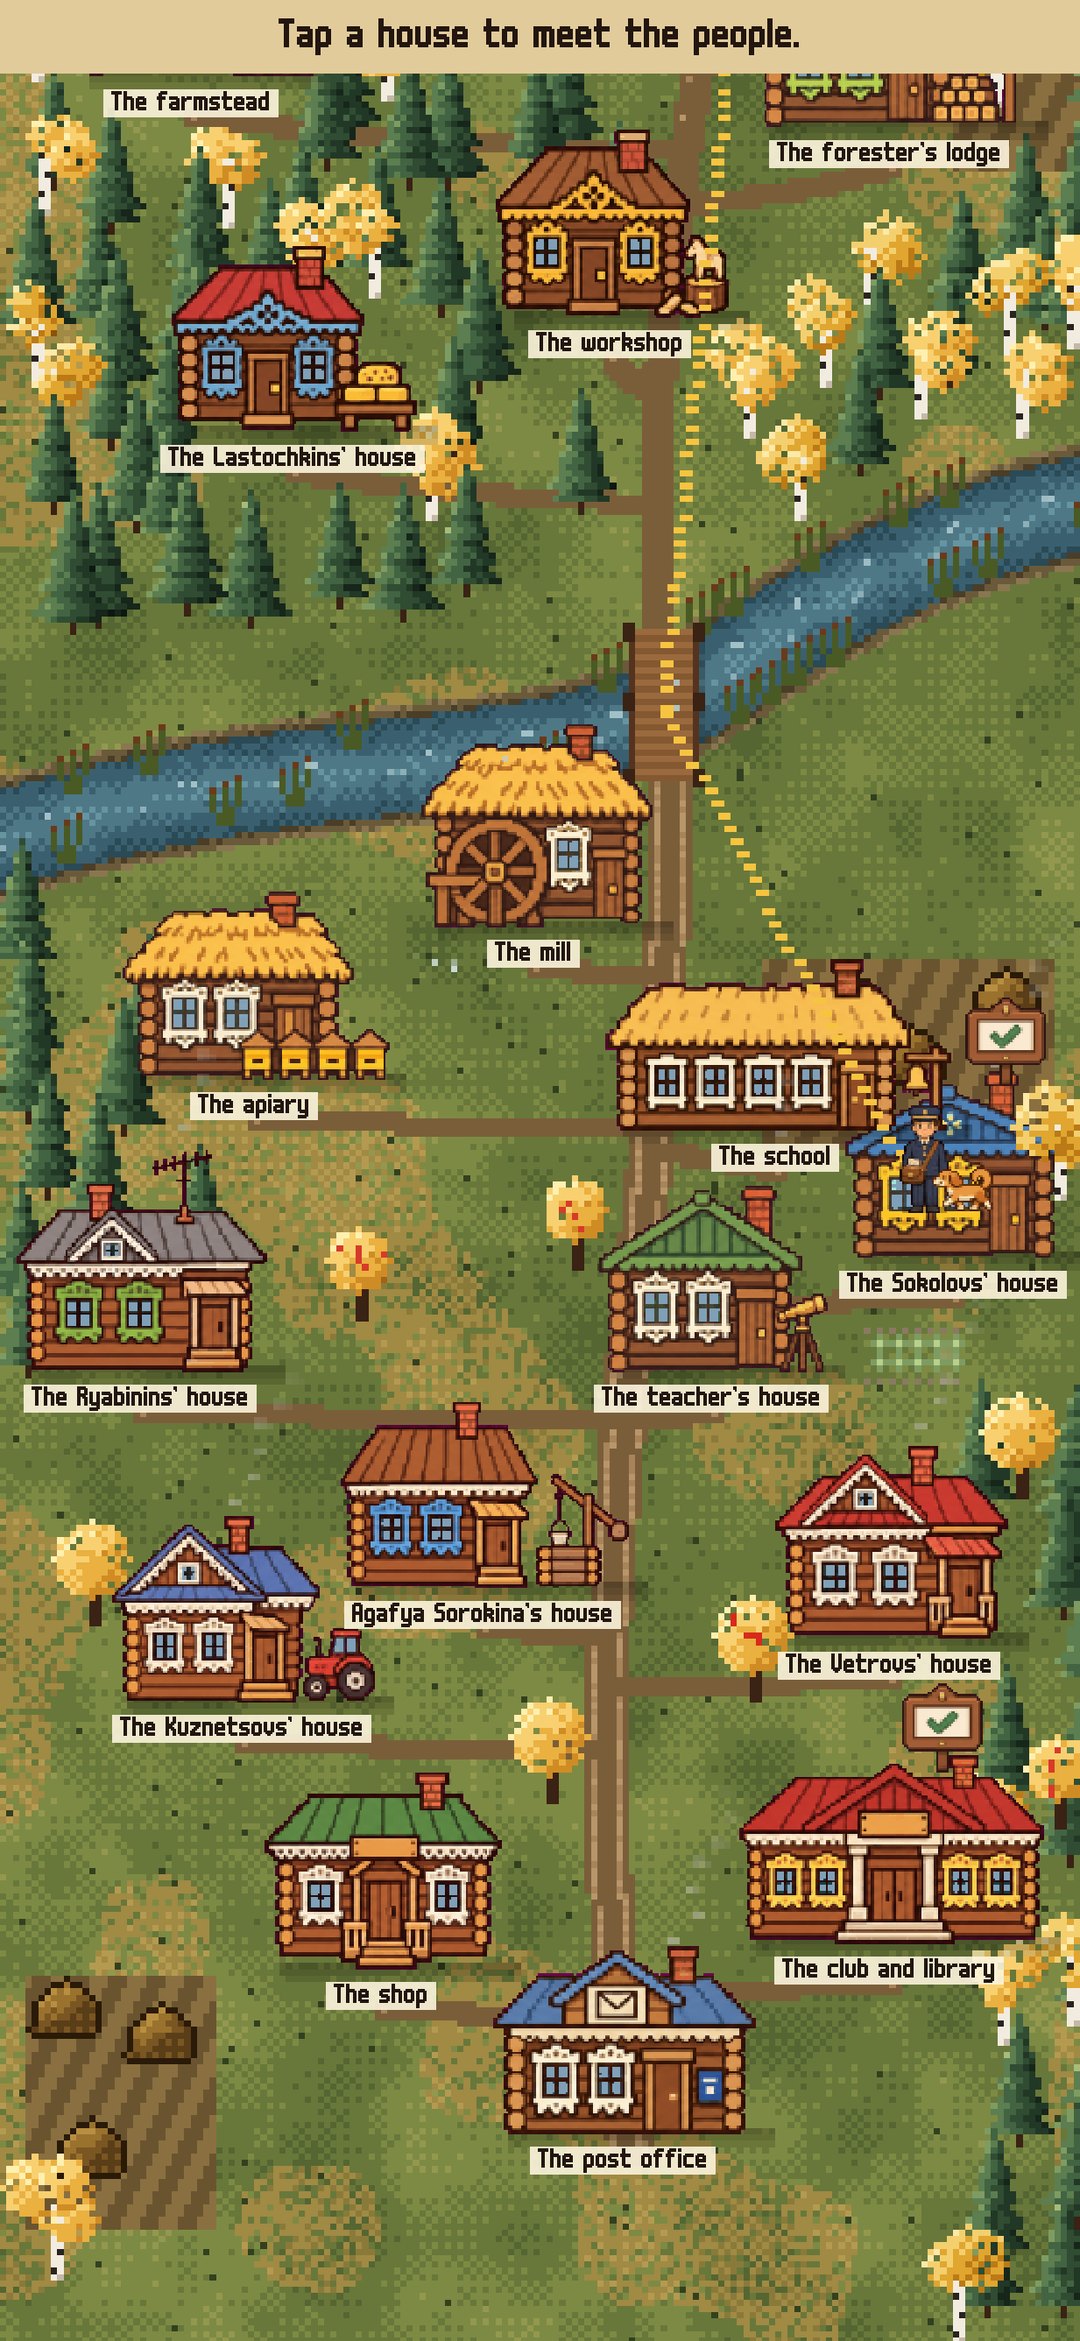 Tap a house to meet the people.
The farmstead
The forester's lodge
The workshop
The Lastochkins' house
The mill
The apiary
The school
The Sokolovs' house
The Ryabinins' house
The teacher's house
Agafya Sorokina's house
The Vetrovs' house
The Kuznetsovs' house
The club and library
The shop
The post office